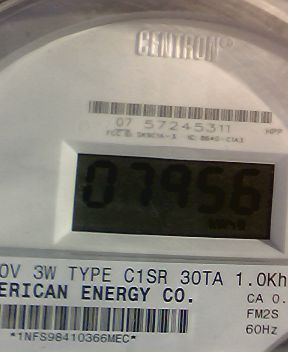 CENTRON®
07 57245311
07956
0V 3W TYPE C1SR 30TA 1.0Kh
ERICAN ENERGY CO.
CA 0.
FM2S
60Hz
*1NFS98410366MEC*